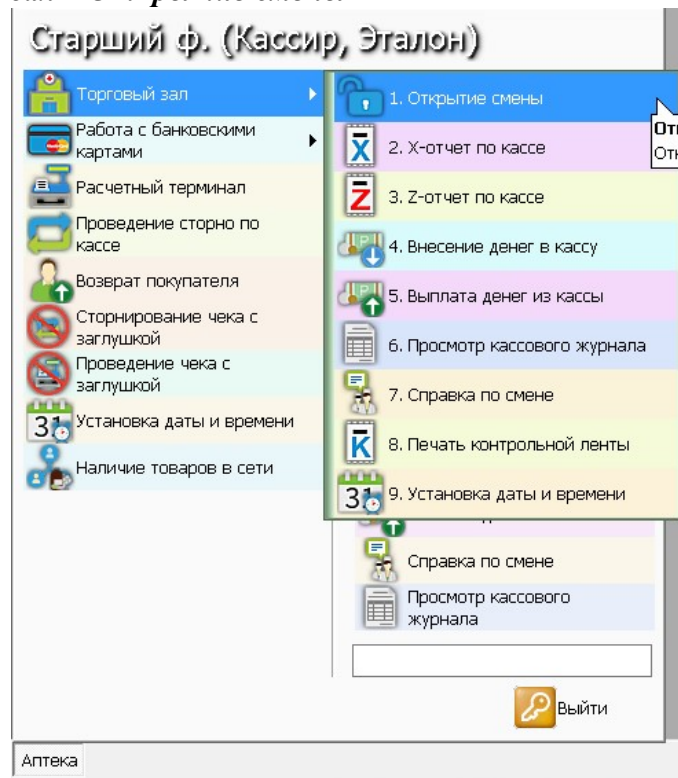 Старший ф. (Кассир, Эталон)
Торговый зал
Работа с банковскими
картами
Расчетный терминал
Проведение сторно по
кассе
Возврат покупателя
Сторнирование чека с
заглушкой
Проведение чека с
заглушкой
Установка даты и времени
Наличие товаров в сети
1. Открытие смены
2. X-отчет по кассе
3. Z-отчет по кассе
4. Внесение денег в кассу
5. Выплата денег из кассы
6. Просмотр кассового журнала
7. Справка по смене
8. Печать контрольной ленты
9. Установка даты и времени
Справка по смене
Просмотр кассового
журнала
Выйти
Аптека